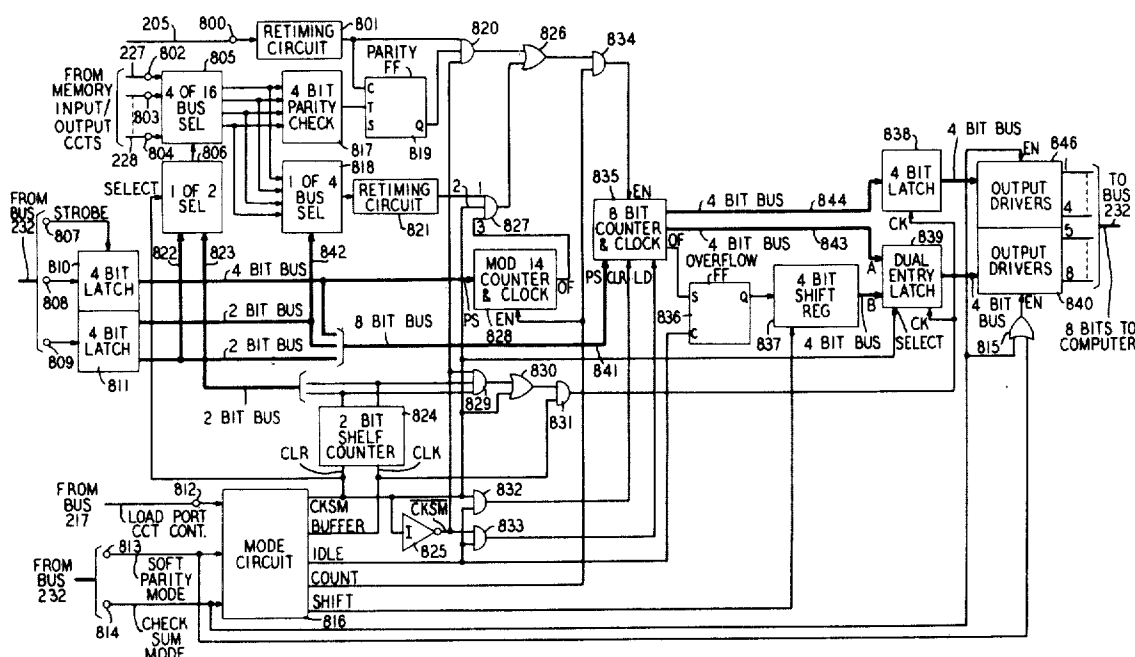 205
800
RETIMING
CIRCUIT
801
820
826
834
227
802
805
FROM
MEMORY
INPUT/
OUTPUT
CCTS
803
228
804
806
4 OF 16
BUS
SEL
4 BIT
PARITY
CHECK
817
PARITY
FF
C
T
S
Q
819
818
SELECT
1 OF 2
SEL
1 OF 4
BUS
SEL
RETIMING
CIRCUIT
821
2
1
3
827
835
EN
8 BIT
COUNTER
& CLOCK
OF
PS
CLR
LD
4 BIT BUS
844
4 BIT BUS
843
838
4 BIT
LATCH
CK
4 BIT BUS
846
EN
OUTPUT
DRIVERS
1
4
5
8
OUTPUT
DRIVERS
840
EN
TO
BUS
232
8 BITS TO
COMPUTER
FROM
BUS
232
STROBE
807
810
808
809
4 BIT
LATCH
4 BIT
LATCH
811
822
823
842
4 BIT BUS
2 BIT BUS
2 BIT BUS
8 BIT BUS
841
MOD 14
COUNTER
& CLOCK
OF
PS
EN
828
OVERFLOW
FF
S
Q
C
836
4 BIT
SHIFT
REG
837
4 BIT BUS
839
DUAL
ENTRY
LATCH
A
B
CK
SELECT
4 BIT
BUS
815
2 BIT BUS
2 BIT
SHELF
COUNTER
824
CLR
CLK
829
830
831
FROM
BUS
217
812
LOAD PORT
CCT CONT.
FROM
BUS
232
813
SOFT
PARITY
MODE
814
CHECK
SUM
MODE
MODE
CIRCUIT
816
CKSM
BUFFER
IDLE
COUNT
SHIFT
I
825
CKSM
832
833